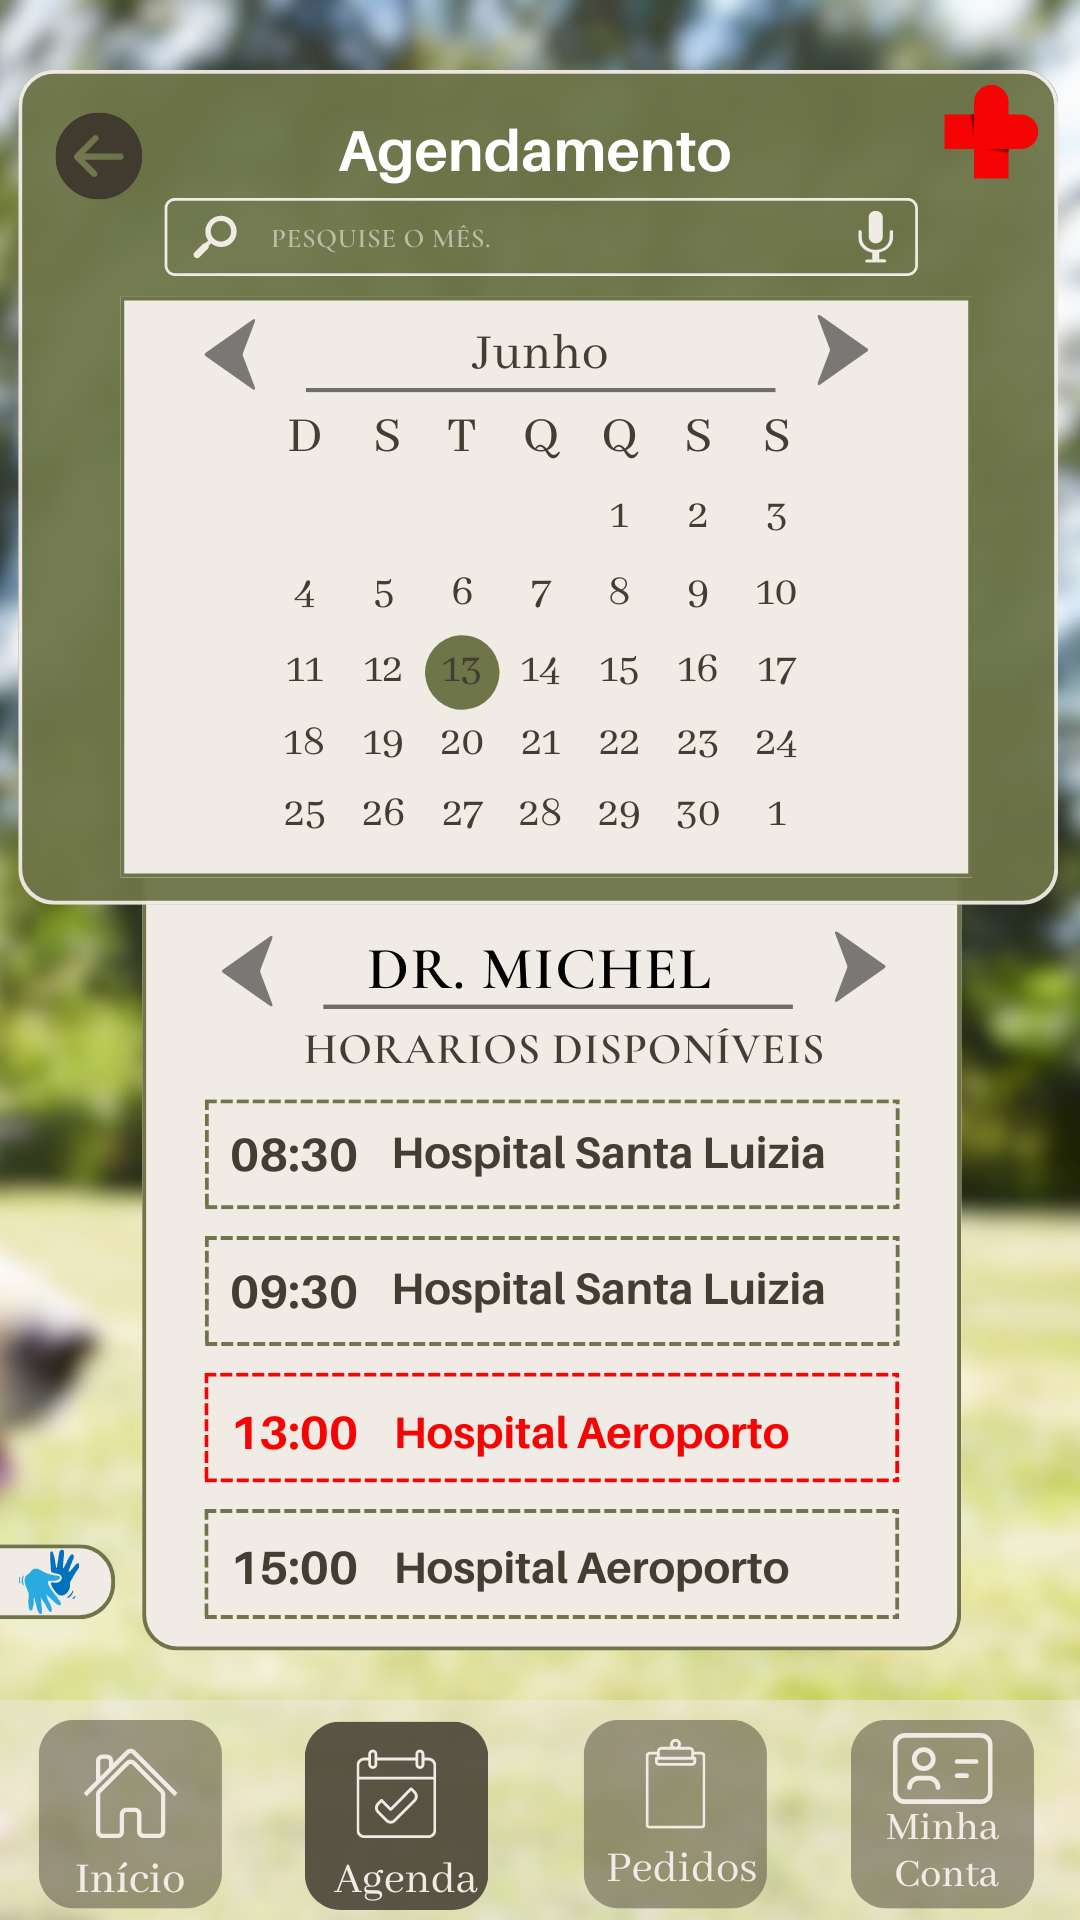 Agendamento
PESQUISE O MÊS.
Junho
D S T Q Q S S
1 2 3
4 5 6 7 8 9 10
11 12 13 14 15 16 17
18 19 20 21 22 23 24
25 26 27 28 29 30 1
DR. MICHEL
HORARIOS DISPONÍVEIS
08:30 Hospital Santa Luizia
09:30 Hospital Santa Luizia
13:00 Hospital Aeroporto
15:00 Hospital Aeroporto
Início
Agenda
Pedidos
Minha
Conta